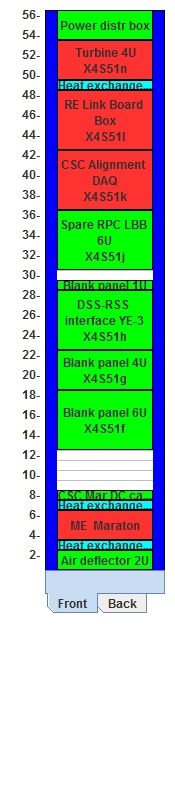 56-
Power distr box
54-
52-
Turbine 4U
X4S51n
50-
Heat exchange...
48-
RE Link Board
Box
X4S51l
46-
44-
42-
CSC Alignment
DAQ
X4S51k
40-
38-
36-
Spare RPC LBB
6U
X4S51j
34-
32-
30-
Blank panel 1U
28-
DSS-RSS
interface YE-3
X4S51h
26-
24-
22-
Blank panel 4U
X4S51g
20-
18-
Blank panel 6U
X4S51f
16-
14-
12-
10-
8-
CSC Mar DC ca...
Heat exchange...
6-
ME Maraton
4-
Heat exchange...
2-
Air deflector 2U
Front Back